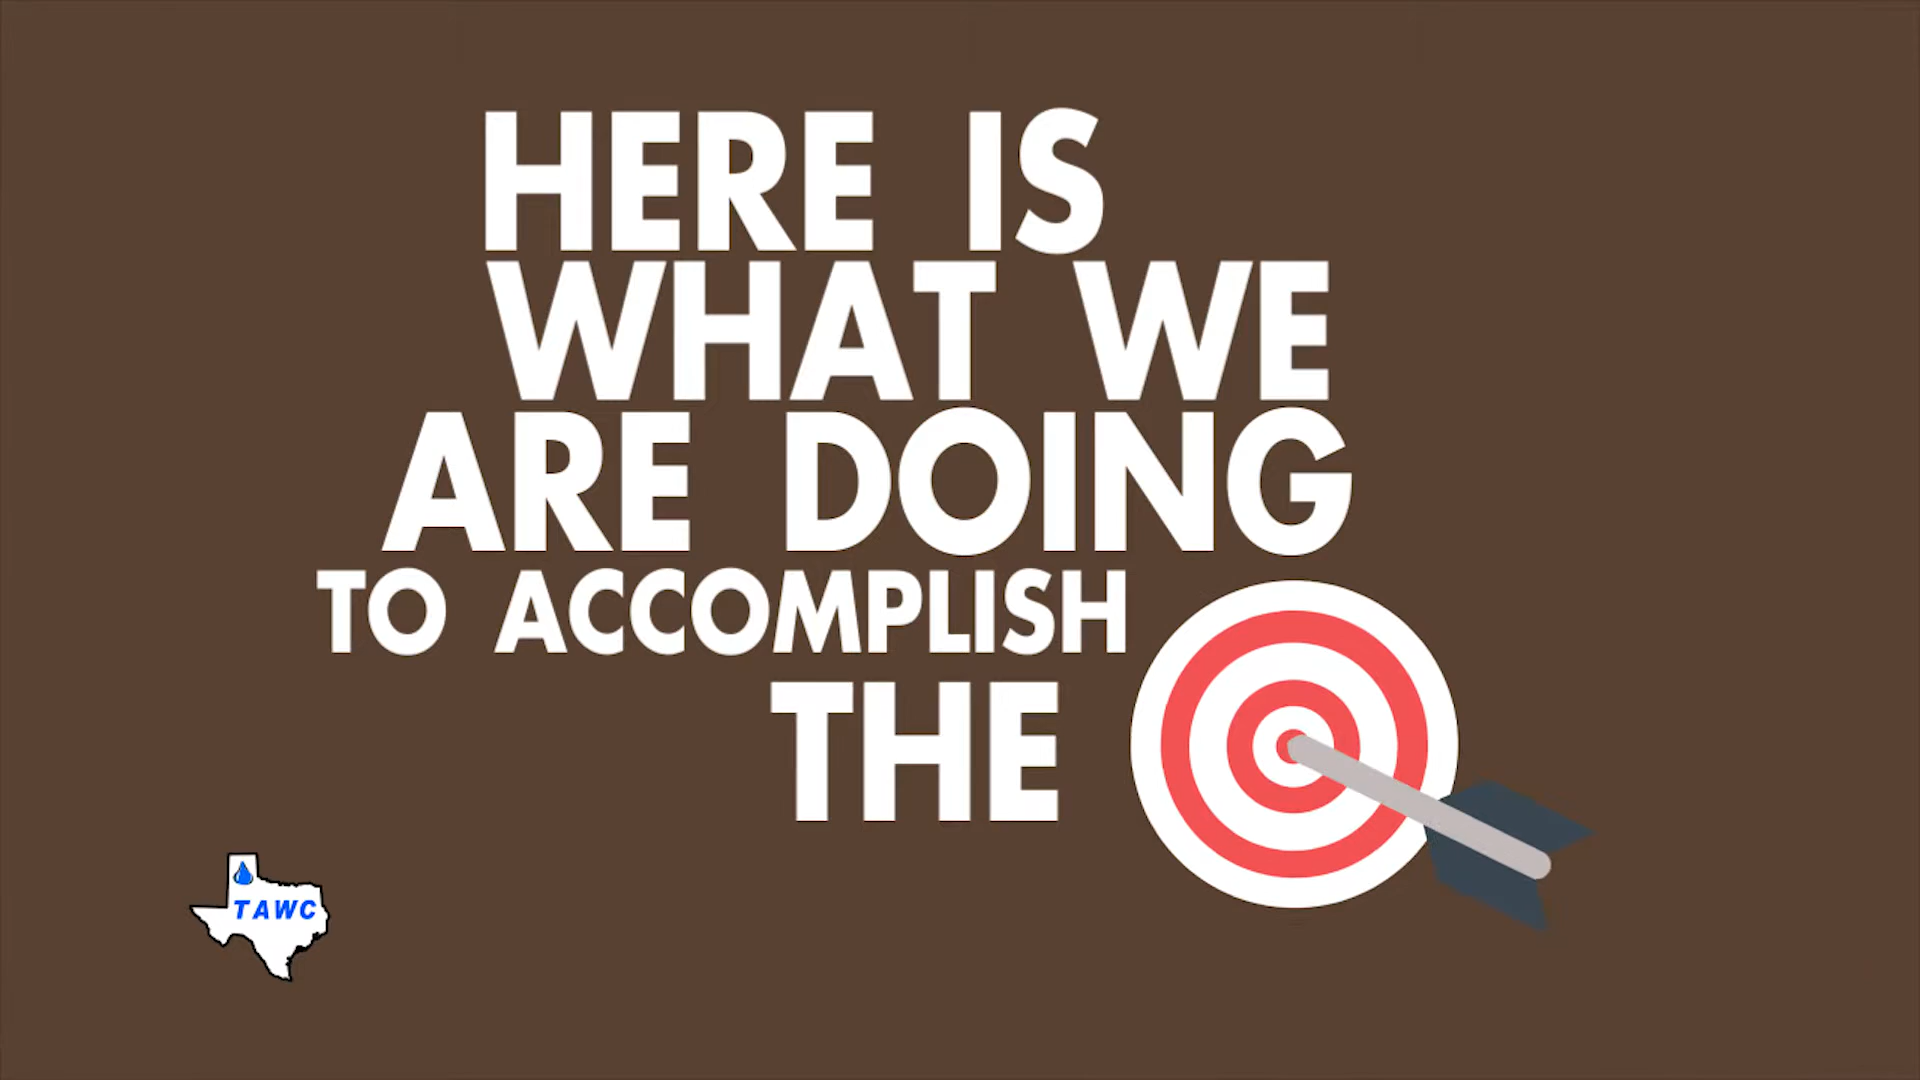 HERE IS
WHAT WE
ARE DOING
TO ACCOMPLISH
THE
TAWC